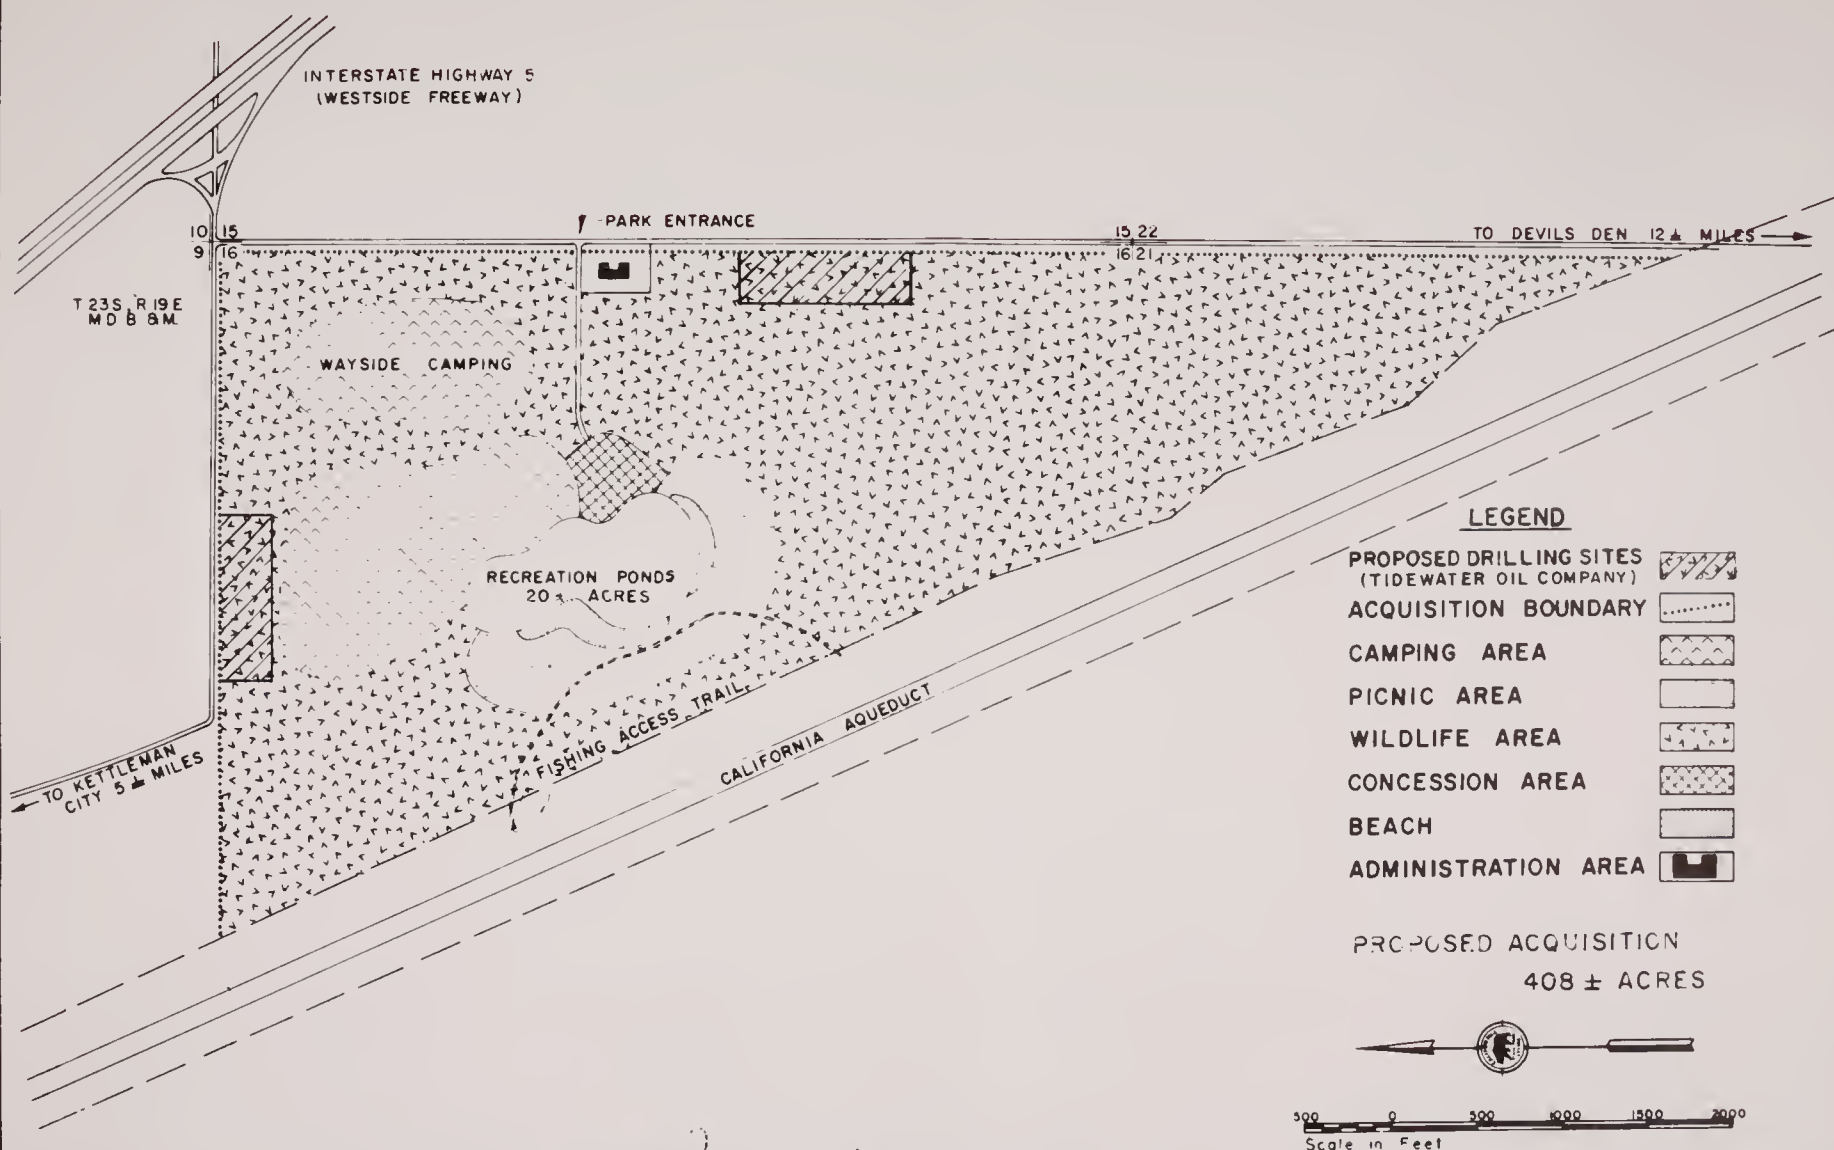 INTERSTATE HIGHWAY 5
(WESTSIDE FREEWAY)
PARK ENTRANCE
10 15
9 16
15 22
16 21
TO DEVILS DEN 12 ± MILES
T 23S, R 19E
M D B & M.
WAYSIDE CAMPING
RECREATION PONDS
20 ± ACRES
FISHING ACCESS TRAIL
CALIFORNIA AQUEDUCT
TO KETTLEMAN
CITY 5 ± MILES
LEGEND
PROPOSED DRILLING SITES
(TIDEWATER OIL COMPANY)
ACQUISITION BOUNDARY
CAMPING AREA
PICNIC AREA
WILDLIFE AREA
CONCESSION AREA
BEACH
ADMINISTRATION AREA
PROPOSED ACQUISITION
408 ± ACRES
500 0 500 1000 1500 2000
Scale in Feet